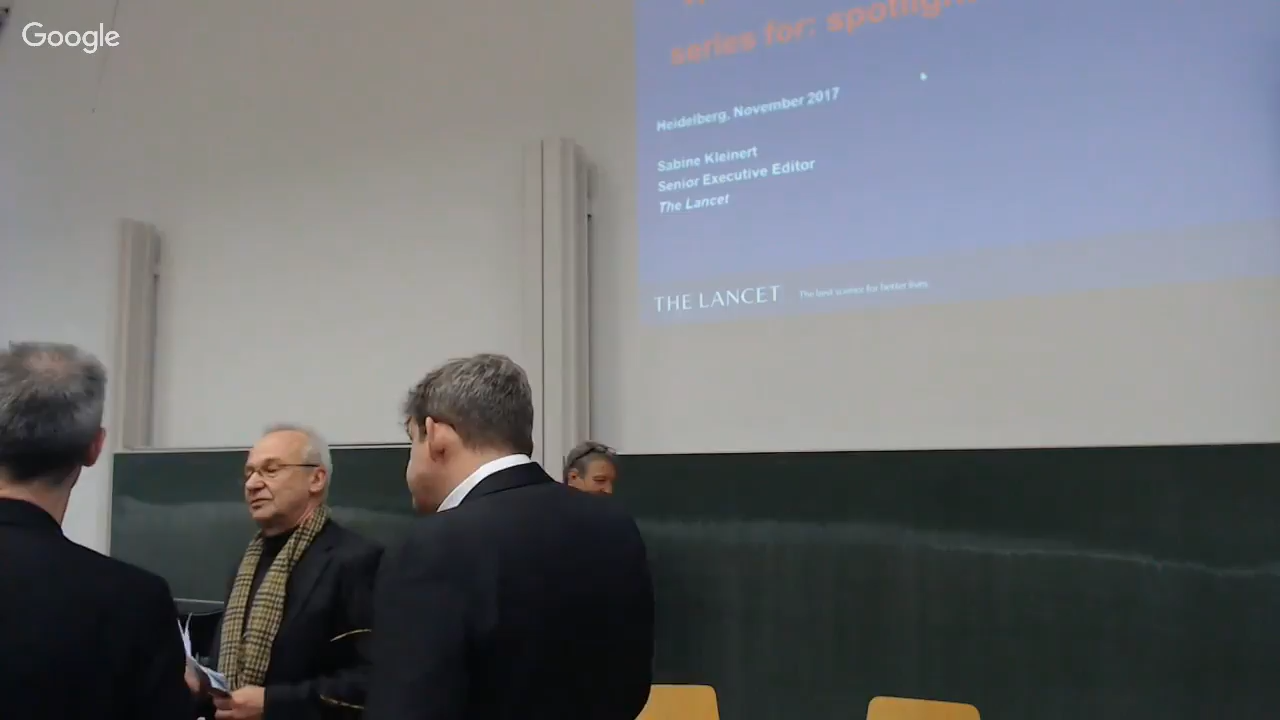 Google
series for: spotlight
Heidelberg, November 2017
Sabine Kleinert
Senior Executive Editor
The Lancet
THE LANCET The best science for better lives